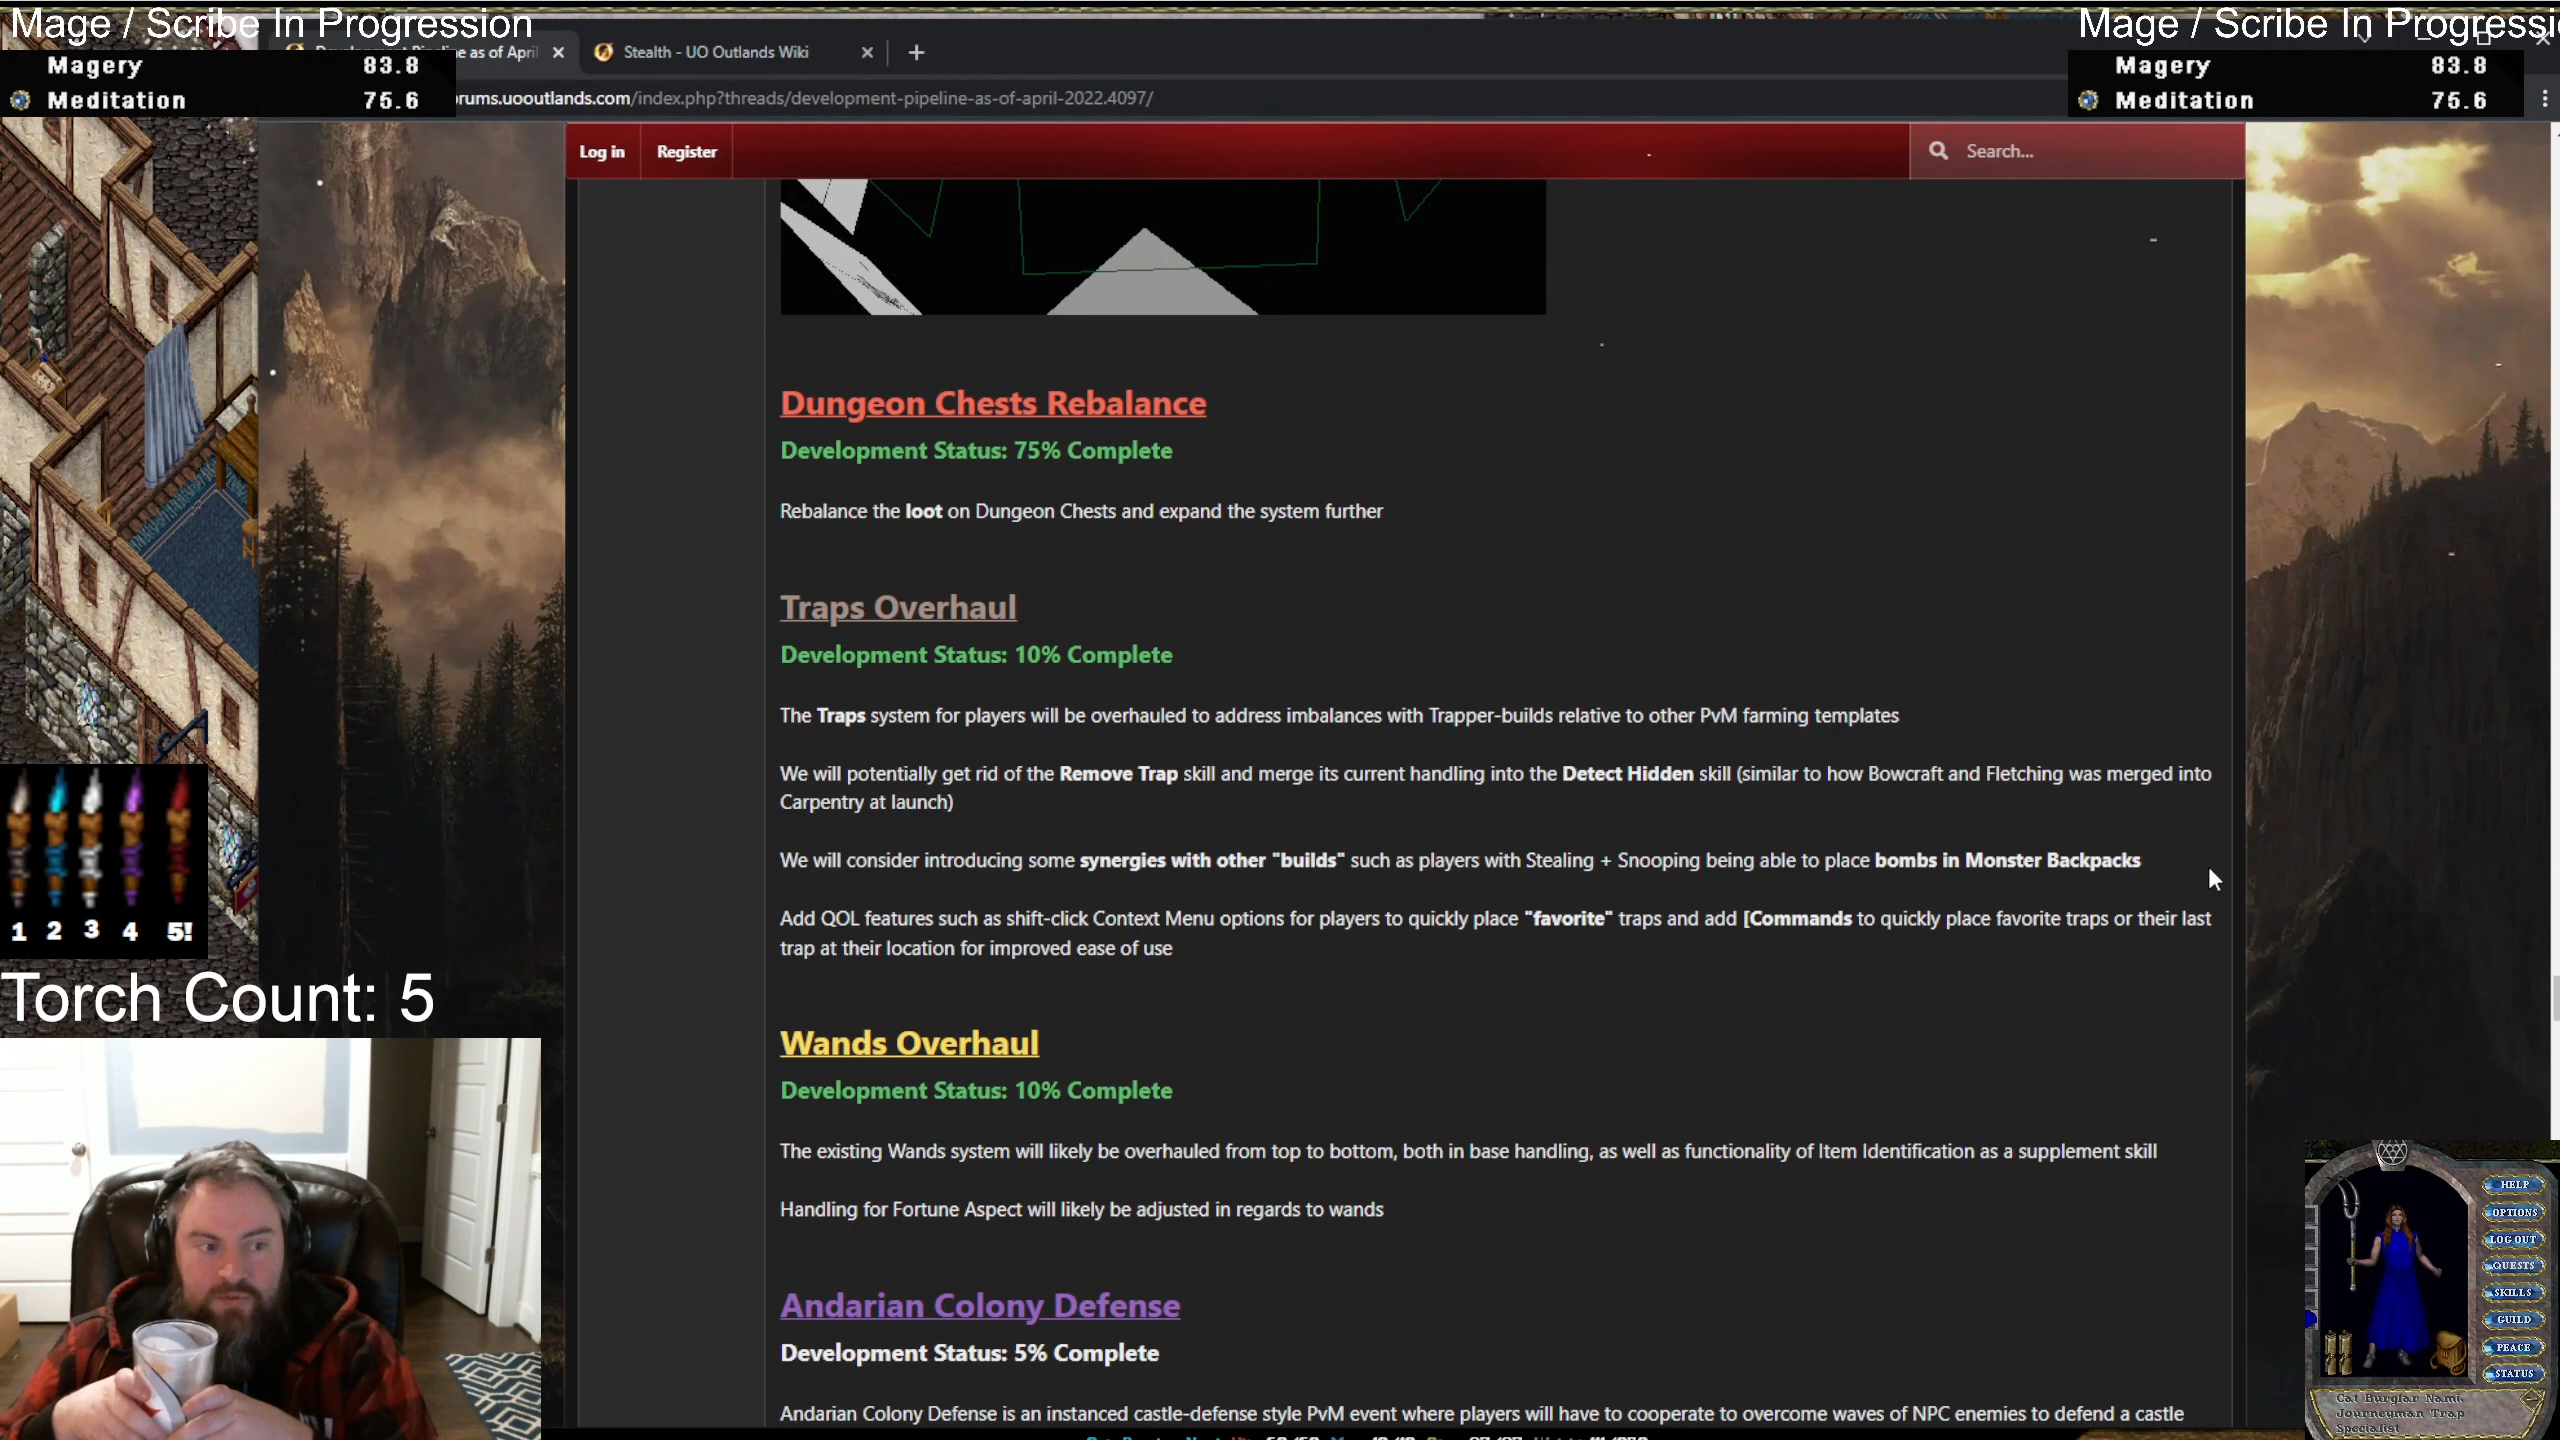 Mage / Scribe In Progression
Magery 83.8
Meditation 75.6
as of April
Stealth - UO Outlands Wiki
Mage / Scribe In Progressi
Magery 83.8
Meditation 75.6
rums.uooutlands.com/index.php?threads/development-pipeline-as-of-april-2022.4097/
Log in
Register
Search...
Dungeon Chests Rebalance
Development Status: 75% Complete
Rebalance the loot on Dungeon Chests and expand the system further
Traps Overhaul
Development Status: 10% Complete
The Traps system for players will be overhauled to address imbalances with Trapper-builds relative to other PvM farming templates
We will potentially get rid of the Remove Trap skill and merge its current handling into the Detect Hidden skill (similar to how Bowcraft and Fletching was merged into
Carpentry at launch)
We will consider introducing some synergies with other "builds" such as players with Stealing + Snooping being able to place bombs in Monster Backpacks
Add QOL features such as shift-click Context Menu options for players to quickly place "favorite" traps and add [Commands to quickly place favorite traps or their last
trap at their location for improved ease of use
Wands Overhaul
Development Status: 10% Complete
The existing Wands system will likely be overhauled from top to bottom, both in base handling, as well as functionality of Item Identification as a supplement skill
Handling for Fortune Aspect will likely be adjusted in regards to wands
Andarian Colony Defense
Development Status: 5% Complete
Andarian Colony Defense is an instanced castle-defense style PvM event where players will have to cooperate to overcome waves of NPC enemies to defend a castle
1 2 3 4 5!
Torch Count: 5
HELP
OPTIONS
LOG OUT
QUESTS
SKILLS
GUILD
PEACE
STATUS
Cat Burglar Nami,
Journeyman Trap
Specialist